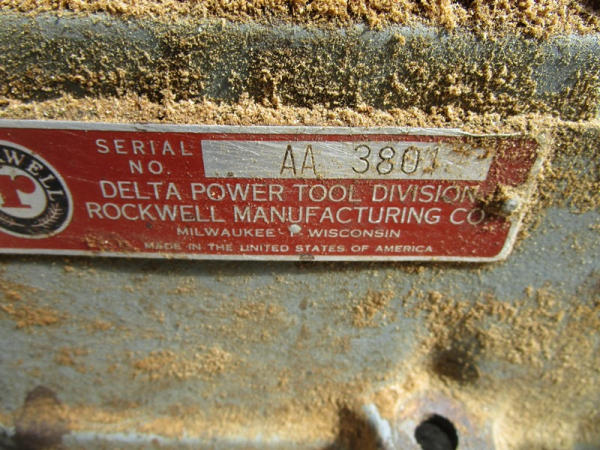 SERIAL
NO.
AA 3801
DELTA POWER TOOL DIVISION
ROCKWELL MANUFACTURING CO.
MILWAUKEE WISCONSIN
MADE IN THE UNITED STATES OF AMERICA